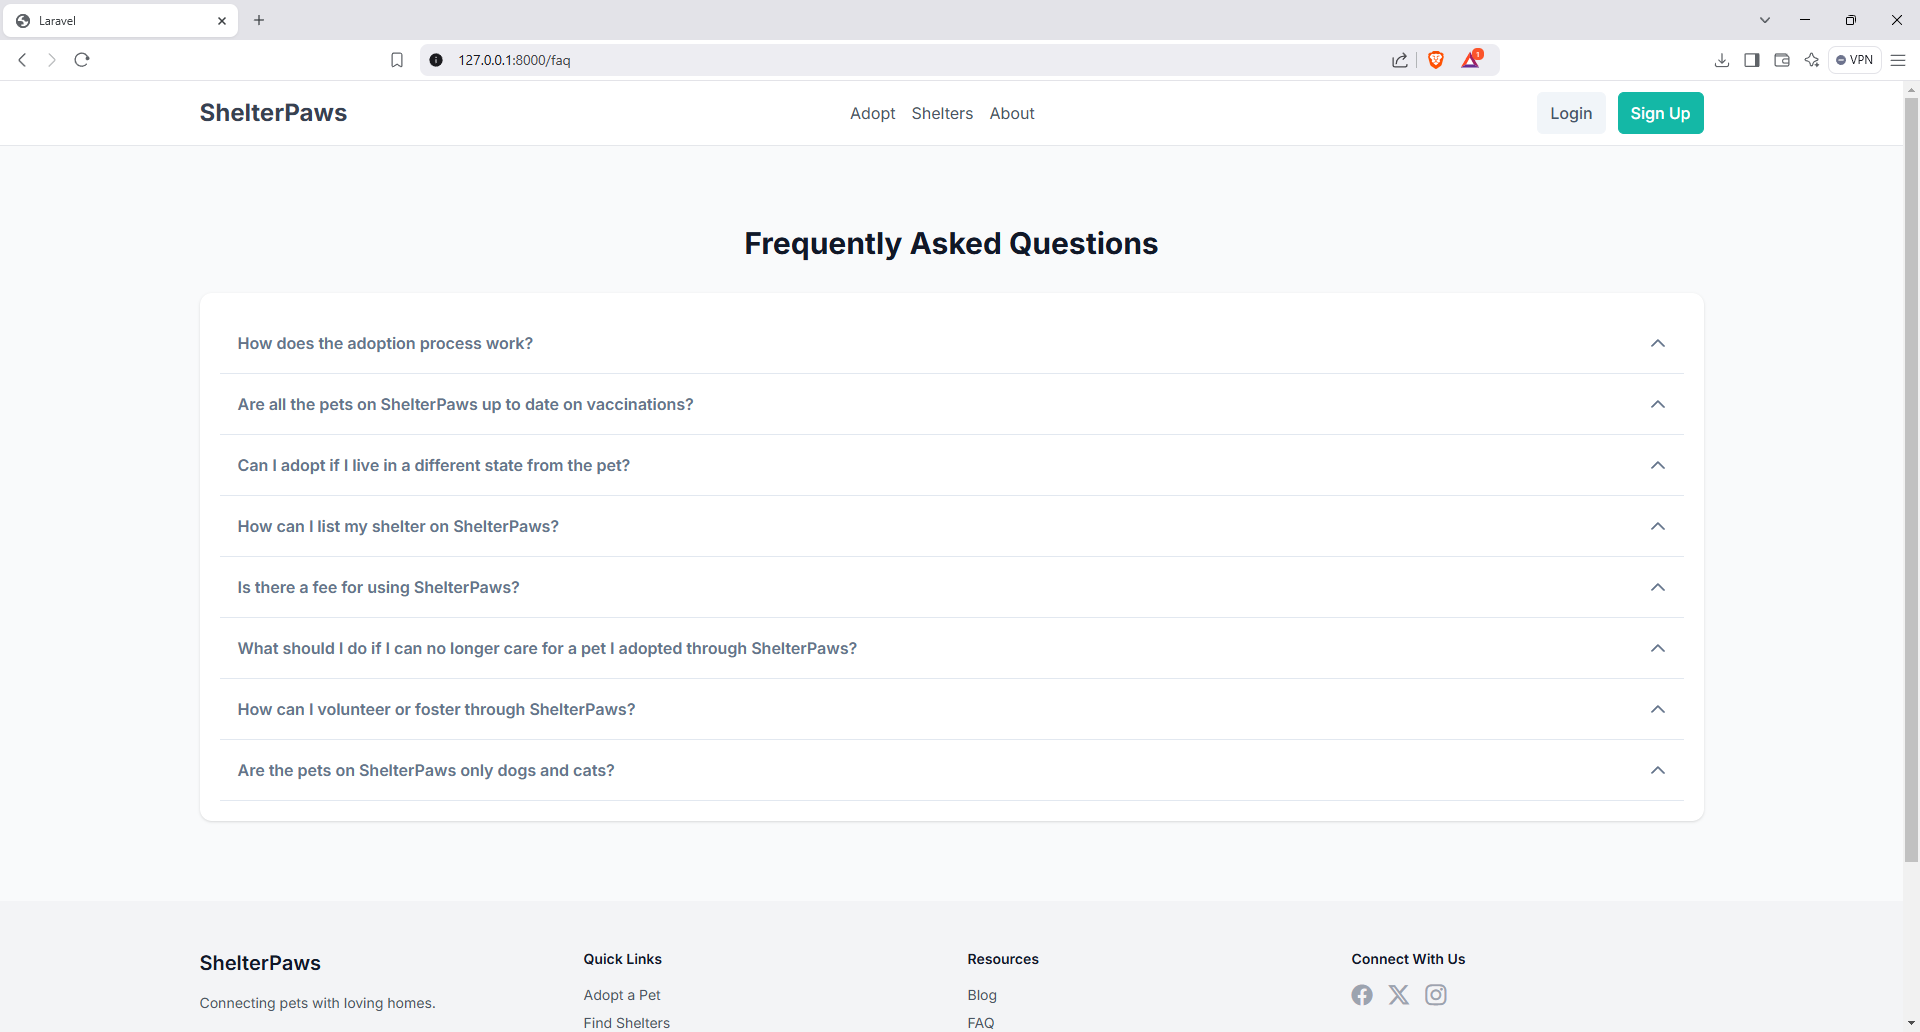 Laravel
127.0.0.1:8000/faq
1
VPN
ShelterPaws
Adopt Shelters About
Login Sign Up
Frequently Asked Questions
How does the adoption process work?
Are all the pets on ShelterPaws up to date on vaccinations?
Can I adopt if I live in a different state from the pet?
How can I list my shelter on ShelterPaws?
Is there a fee for using ShelterPaws?
What should I do if I can no longer care for a pet I adopted through ShelterPaws?
How can I volunteer or foster through ShelterPaws?
Are the pets on ShelterPaws only dogs and cats?
ShelterPaws
Connecting pets with loving homes.
Quick Links
Adopt a Pet
Find Shelters
Resources
Blog
FAQ
Connect With Us